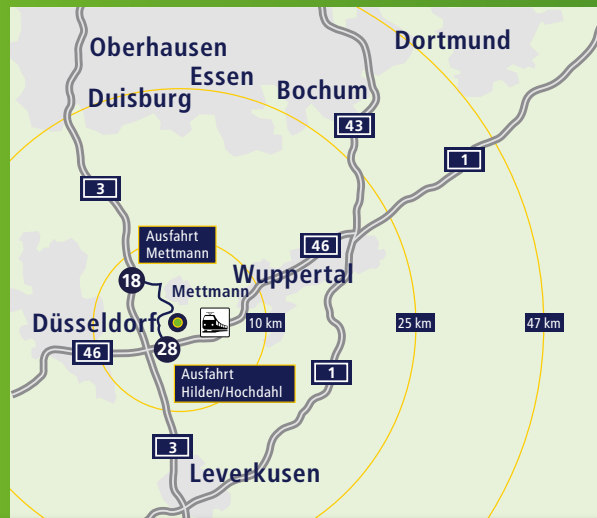 Oberhausen
Dortmund
Essen
Duisburg
Bochum
43
1
3
Ausfahrt
Mettmann
46
18
Wuppertal
Mettmann
Düsseldorf
10 km
25 km
47 km
46
28
Ausfahrt
Hilden/Hochdahl
1
3
Leverkusen